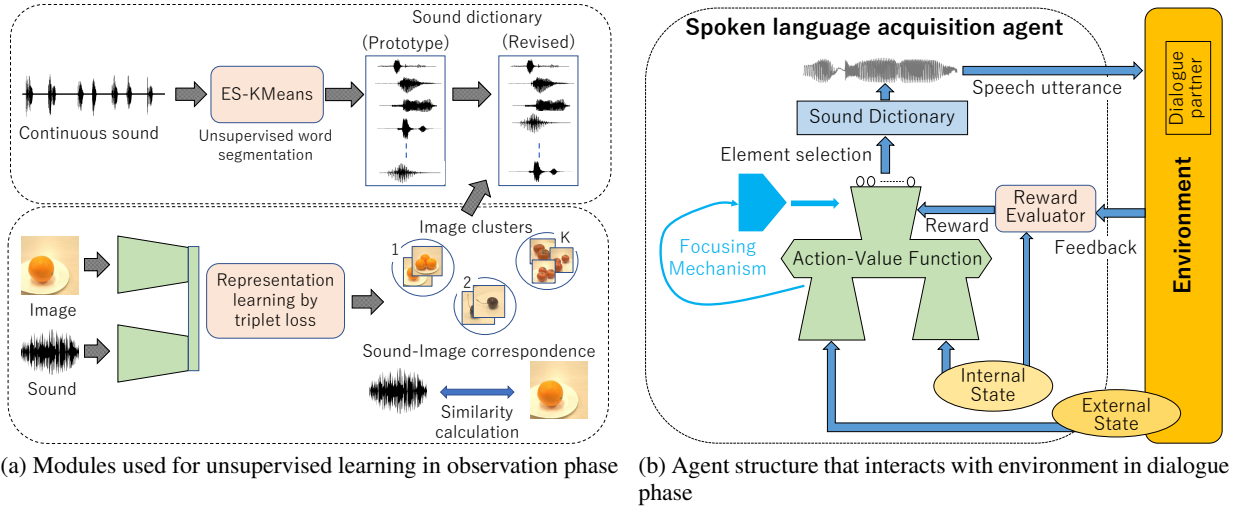 Sound dictionary
(Prototype)
(Revised)
ES-KMeans
Continuous sound
Unsupervised word
segmentation
Image
Sound
Representation
learning by
triplet loss
Image clusters
1
2
K
Sound-Image correspondence
Similarity
calculation
(a) Modules used for unsupervised learning in observation phase
Spoken language acquisition agent
Speech utterance
Sound Dictionary
Element selection
Focusing
Mechanism
Action-Value Function
Reward
Reward
Evaluator
Feedback
Internal
State
External
State
Dialogue
partner
Environment
(b) Agent structure that interacts with environment in dialogue
phase